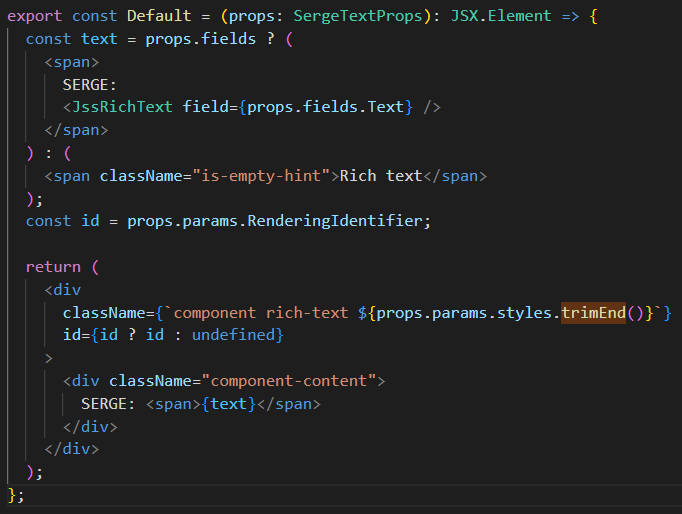 export const Default = (props: SergeTextProps): JSX.Element => {
  const text = props.fields ? (
    <span>
      SERGE:
      <JssRichText field={props.fields.Text} />
    </span>
  ) : (
    <span className="is-empty-hint">Rich text</span>
  );
  const id = props.params.RenderingIdentifier;

  return (
    <div
      className={`component rich-text ${props.params.styles.trimEnd()}`}
      id={id ? id : undefined}
    >
      <div className="component-content">
        SERGE: <span>{text}</span>
      </div>
    </div>
  );
};